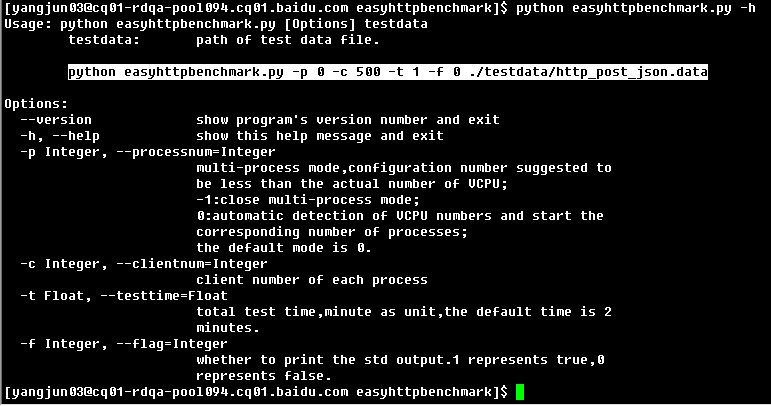 [yangjun03@cq01-rdqa-pool094.cq01.baidu.com easyhttpbenchmark]$ python easyhttpbenchmark.py -h
Usage: python easyhttpbenchmark.py [Options] testdata
testdata: path of test data file.
python easyhttpbenchmark.py -p 0 -c 500 -t 1 -f 0 ./testdata/http_post_json.data
Options:
--version show program's version number and exit
-h, --help show this help message and exit
-p Integer, --processnum=Integer
multi-process mode,configuration number suggested to
be less than the actual number of VCPU;
-1:close multi-process mode;
0:automatic detection of VCPU numbers and start the
corresponding number of processes;
the default mode is 0.
-c Integer, --clientnum=Integer
client number of each process
-t Float, --testtime=Float
total test time,minute as unit,the default time is 2
minutes.
-f Integer, --flag=Integer
whether to print the std output.1 represents true,0
represents false.
[yangjun03@cq01-rdqa-pool094.cq01.baidu.com easyhttpbenchmark]$